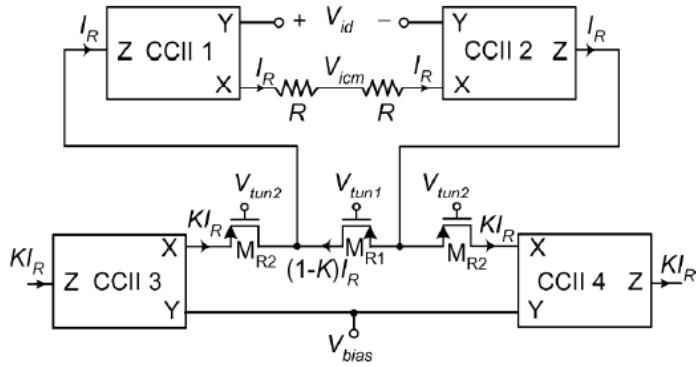 Y + V_id − Y
I_R Z CCII 1 CCII 2 Z I_R
X I_R V_icm I_R X
R R
V_tun2 V_tun1 V_tun2
KI_R X KI_R X
M_R2 (1-K)I_R M_R1 M_R2
KI_R Z CCII 3 CCII 4 Z KI_R
Y Y
V_bias